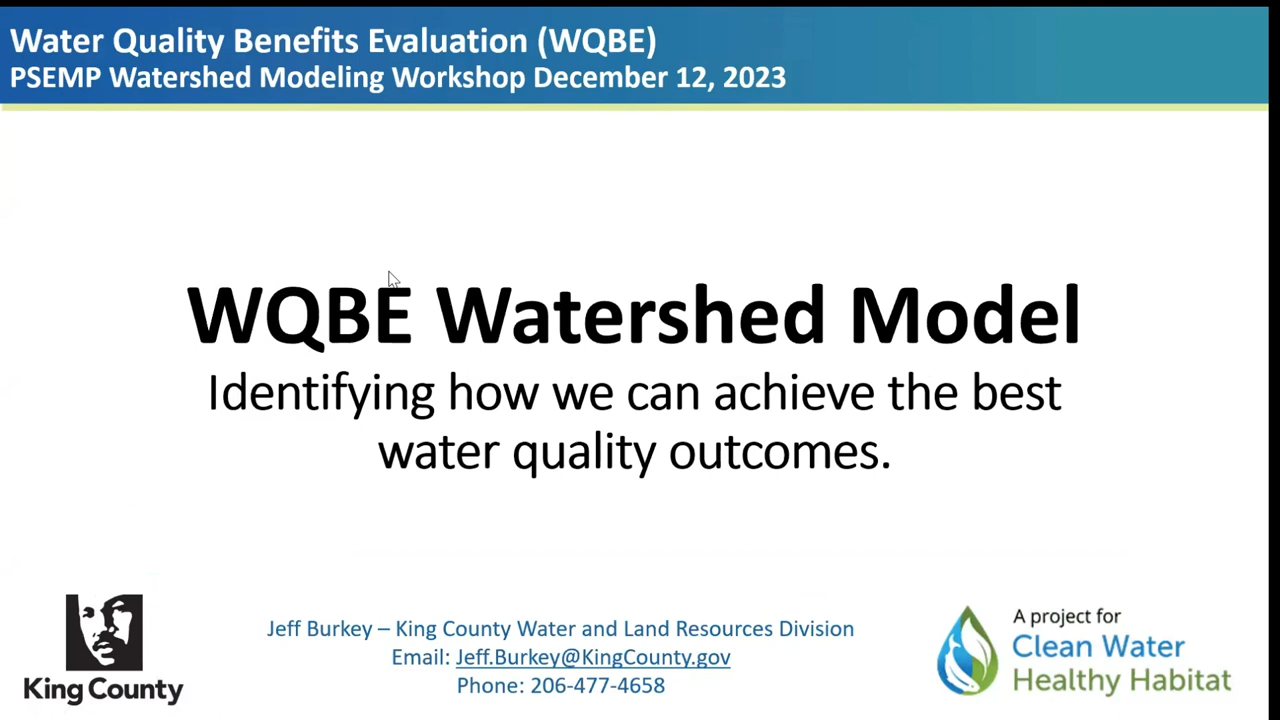 Water Quality Benefits Evaluation (WQBE)
PSEMP Watershed Modeling Workshop December 12, 2023
WQBE Watershed Model
Identifying how we can achieve the best
water quality outcomes.
Jeff Burkey – King County Water and Land Resources Division
Email: Jeff.Burkey@KingCounty.gov
Phone: 206-477-4658
King County
A project for
Clean Water
Healthy Habitat